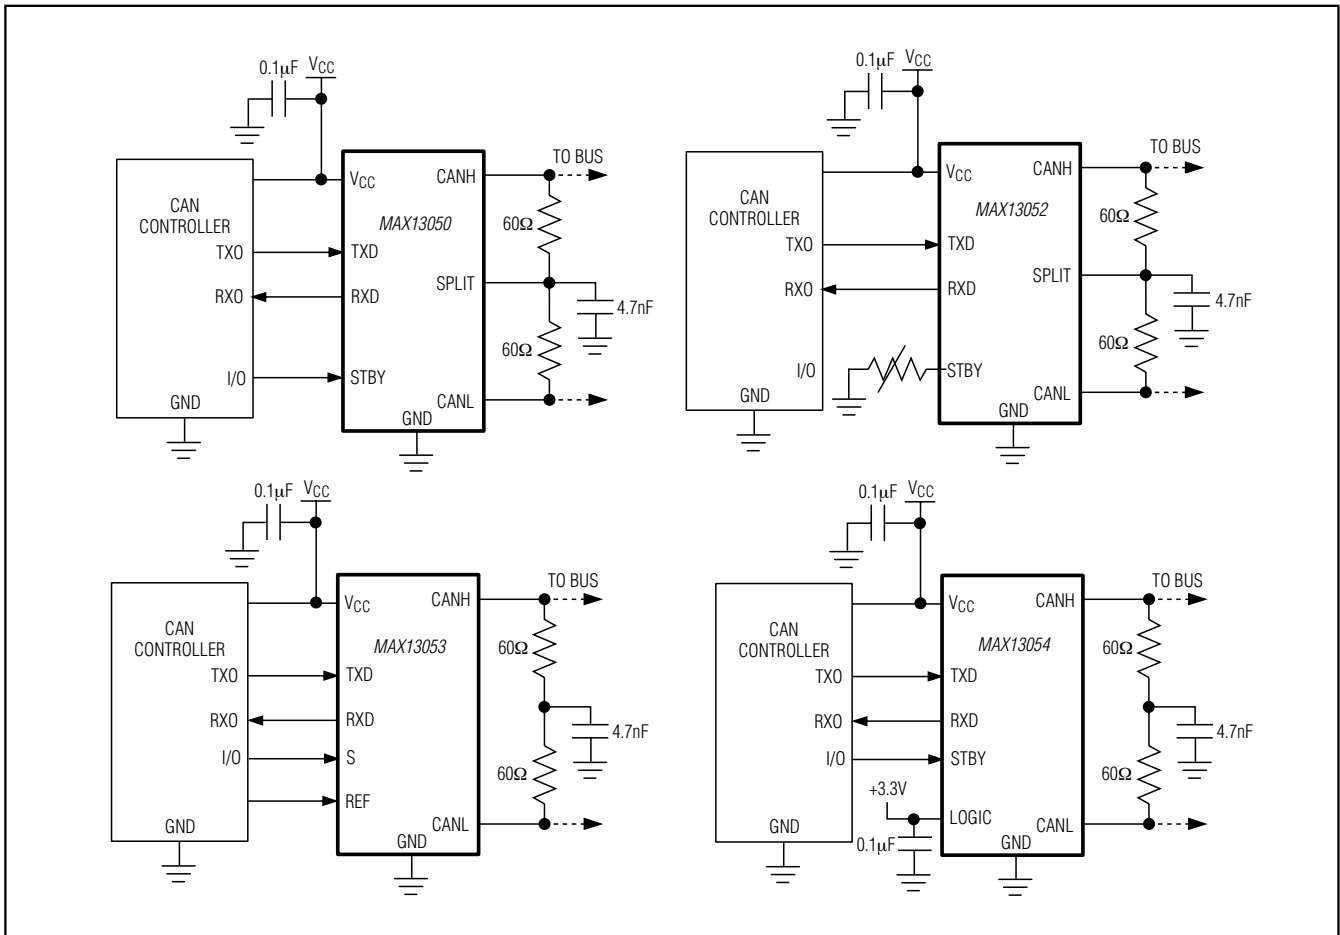 0.1μF VCC
TO BUS
CAN
CONTROLLER
VCC
CANH
MAX13050
60Ω
TXO
TXD
SPLIT
RXO
RXD
4.7nF
60Ω
I/O
STBY
CANL
GND
GND
0.1μF VCC
TO BUS
CAN
CONTROLLER
VCC
CANH
MAX13052
60Ω
TXO
TXD
SPLIT
RXO
RXD
4.7nF
60Ω
I/O
STBY
CANL
GND
GND
0.1μF VCC
TO BUS
CAN
CONTROLLER
VCC
CANH
MAX13053
60Ω
TXO
TXD
RXO
RXD
4.7nF
I/O
S
60Ω
REF
CANL
GND
GND
0.1μF VCC
TO BUS
CAN
CONTROLLER
VCC
CANH
MAX13054
60Ω
TXO
TXD
RXO
RXD
4.7nF
I/O
STBY
60Ω
+3.3V
LOGIC
CANL
0.1μF
GND
GND